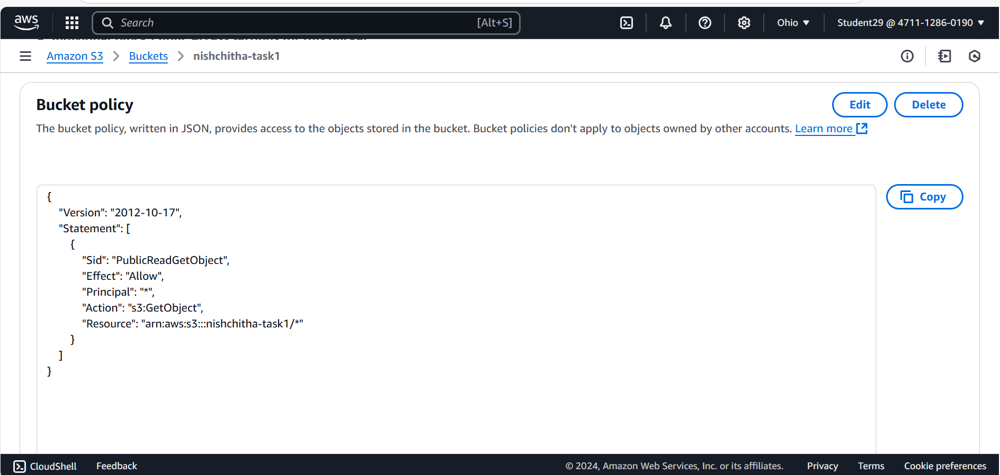 aws
Search
[Alt+S]
Ohio
Student29 @ 4711-1286-0190
Amazon S3
Buckets
nishchitha-task1
Bucket policy
Edit
Delete
The bucket policy, written in JSON, provides access to the objects stored in the bucket. Bucket policies don't apply to objects owned by other accounts. Learn more
Copy
{
"Version": "2012-10-17",
"Statement": [
{
"Sid": "PublicReadGetObject",
"Effect": "Allow",
"Principal": "*",
"Action": "s3:GetObject",
"Resource": "arn:aws:s3:::nishchitha-task1/*"
}
]
}
CloudShell
Feedback
© 2024, Amazon Web Services, Inc. or its affiliates.
Privacy
Terms
Cookie preferences